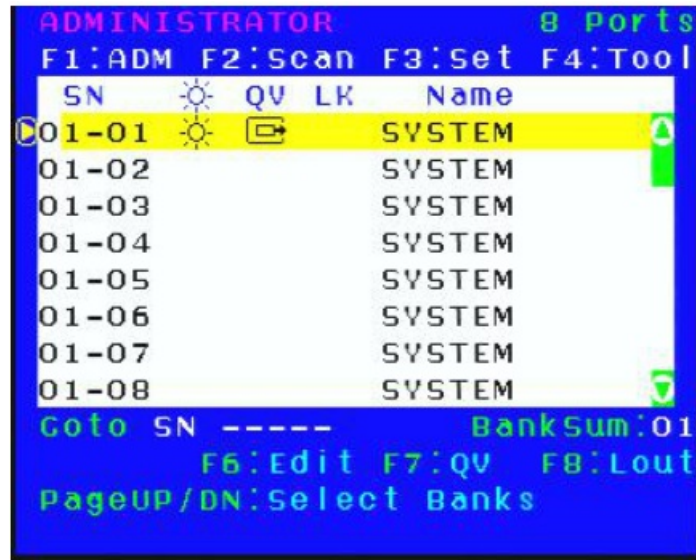 ADMINISTRATOR 8 Ports
F1:ADM F2:Scan F3:Set F4:Tool
SN QV LK Name
01-01 SYSTEM
01-02 SYSTEM
01-03 SYSTEM
01-04 SYSTEM
01-05 SYSTEM
01-06 SYSTEM
01-07 SYSTEM
01-08 SYSTEM
Goto SN ----- BankSum:01
F6:Edit F7:QV F8:Lout
PageUP/DN:Select Banks